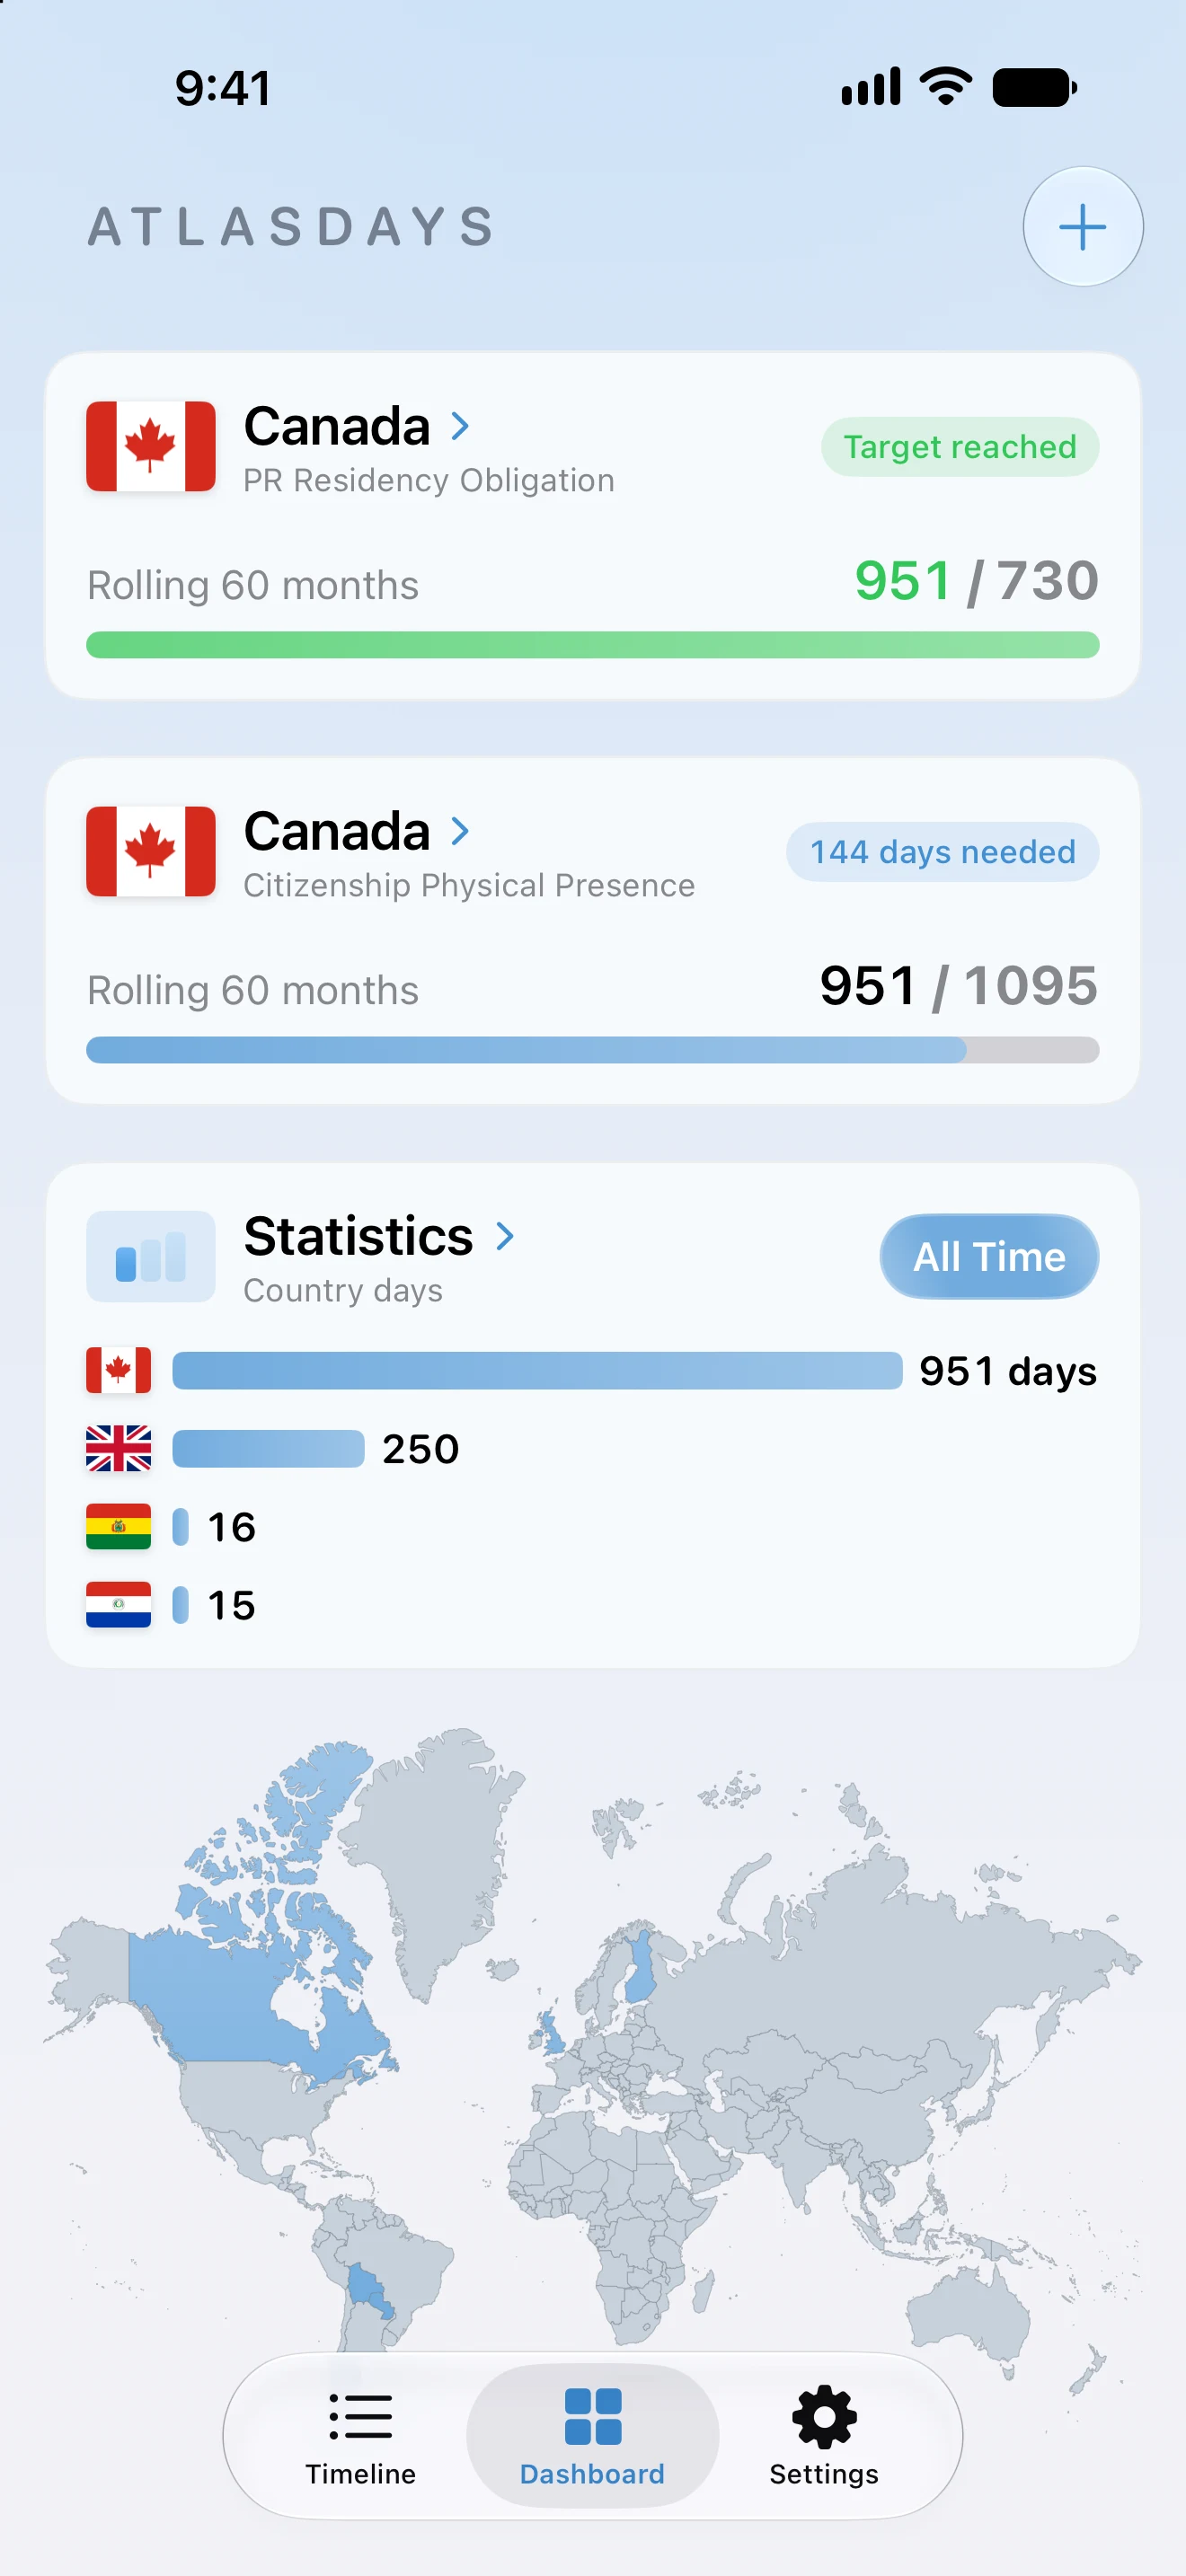 9:41
ATLASDAYS
Canada
PR Residency Obligation
Target reached
Rolling 60 months
951 / 730
Canada
Citizenship Physical Presence
144 days needed
Rolling 60 months
951 / 1095
Statistics
Country days
All Time
951 days
250
16
15
Timeline
Dashboard
Settings